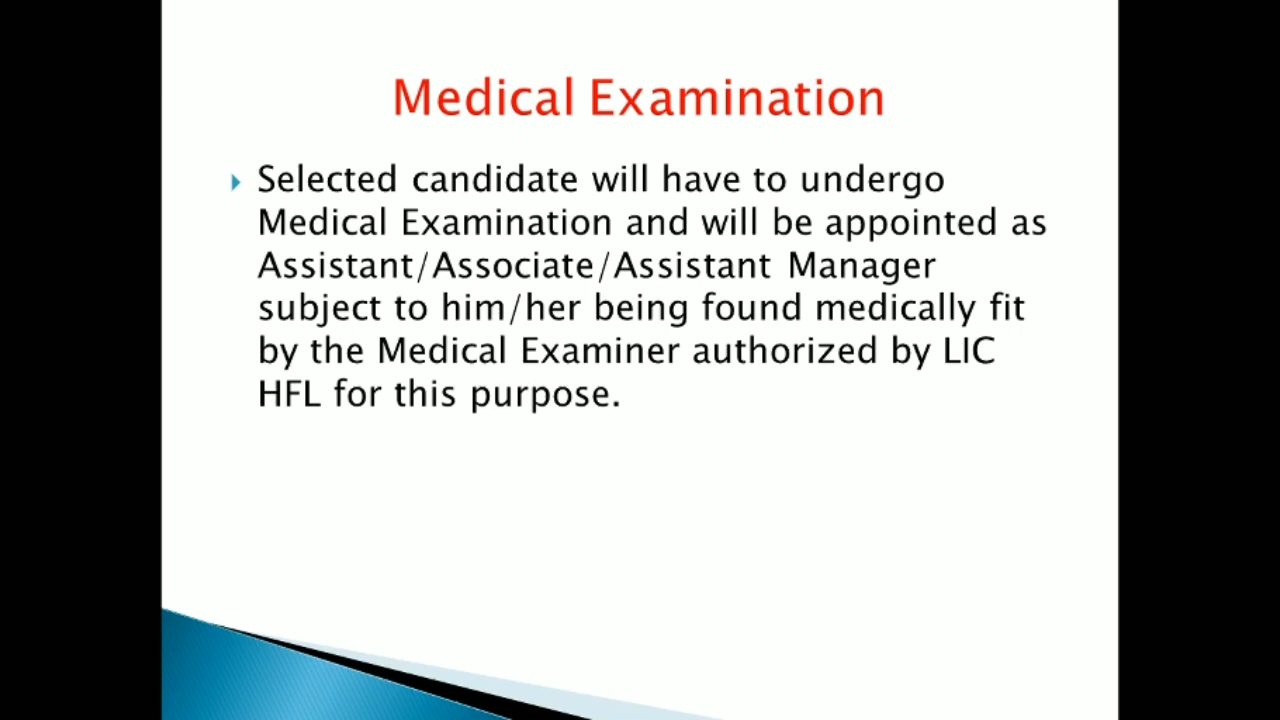 Medical Examination
Selected candidate will have to undergo
Medical Examination and will be appointed as
Assistant/Associate/Assistant Manager
subject to him/her being found medically fit
by the Medical Examiner authorized by LIC
HFL for this purpose.